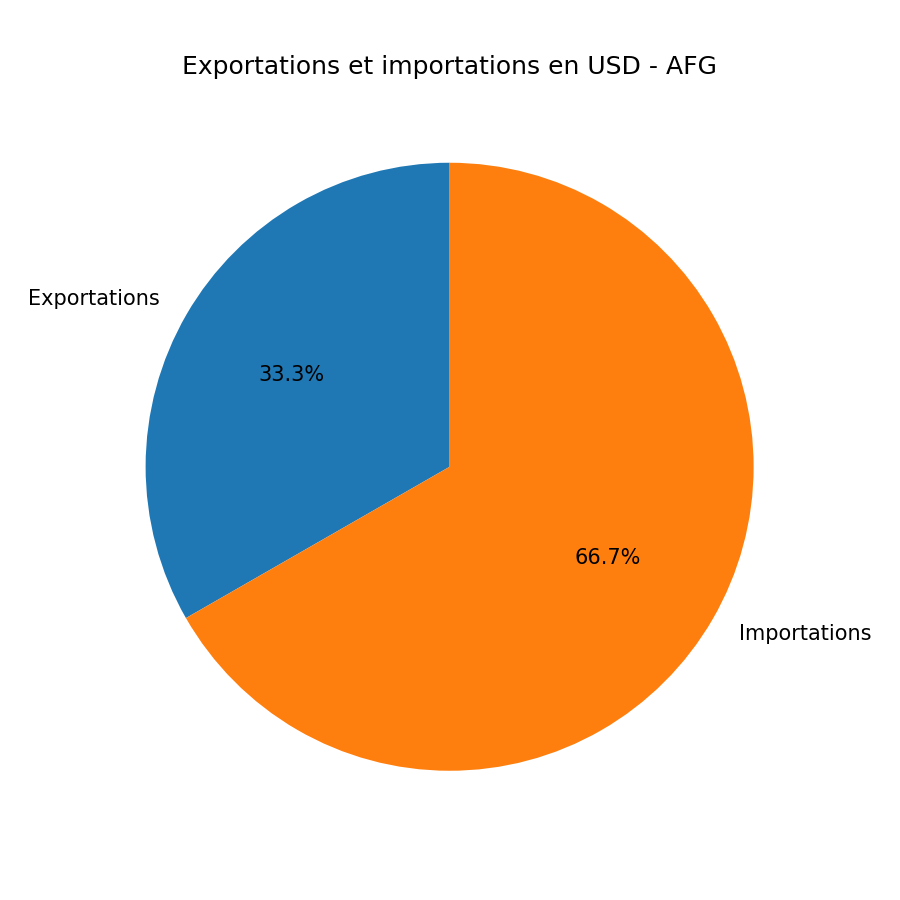 Exportations et importations en USD - AFG
Exportations
33.3%
66.7%
Importations